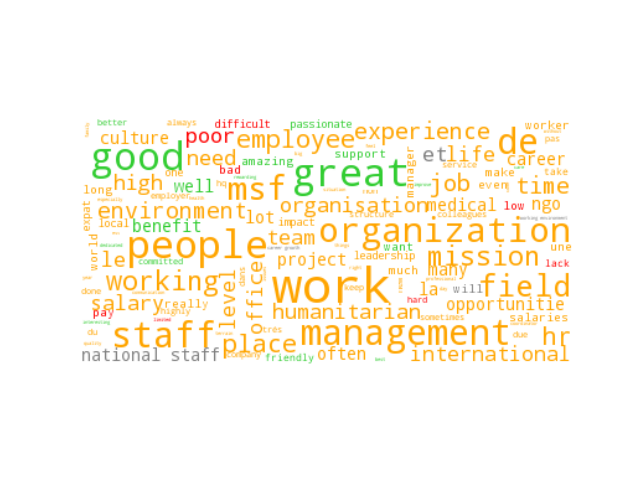 better always difficult passionate worker
culture poor employee experience de
good need amazing support et life career
great manager service make take
long high one bad well msf job even time
hq organisation medical low ngo
expat local environment lot impact structure colleagues
benefit team organization working environment
world people want une
le committed project leadership mission lack
working much many field
done salary really level office dans work keep la will opportunitie
pay highly humanitarian hard sometimes salaries
du staff très management due hr
place often
national staff company friendly international